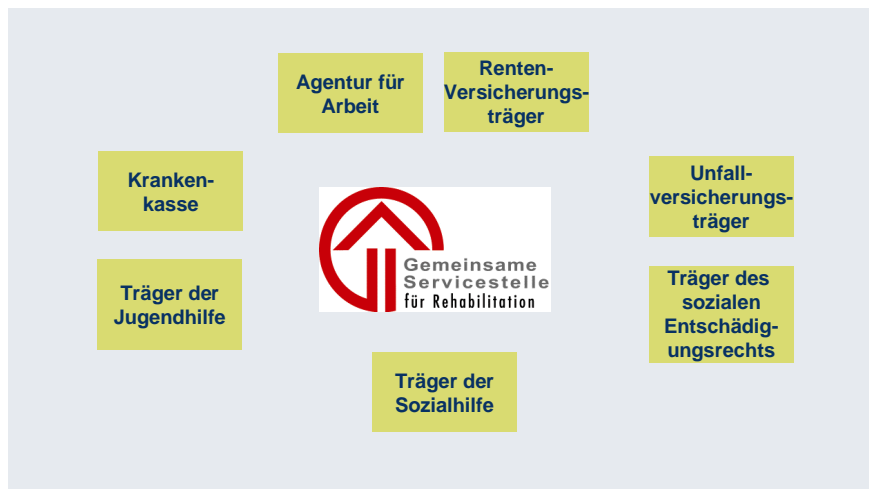 Agentur für
Arbeit
Renten-
Versicherungs-
träger
Kranken-
kasse
Unfall-
versicherungs-
träger
Gemeinsame
Servicestelle
für Rehabilitation
Träger der
Jugendhilfe
Träger des
sozialen
Entschädig-
ungsrechts
Träger der
Sozialhilfe